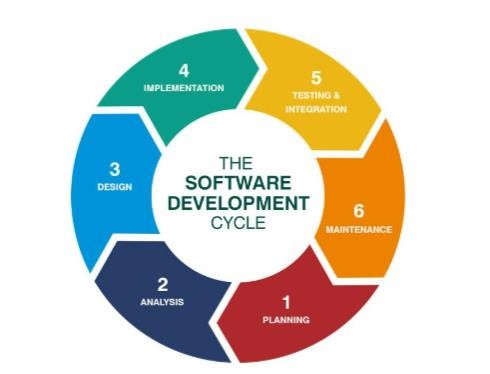 THE
SOFTWARE
DEVELOPMENT
CYCLE
1
PLANNING
2
ANALYSIS
3
DESIGN
4
IMPLEMENTATION
5
TESTING &
INTEGRATION
6
MAINTENANCE